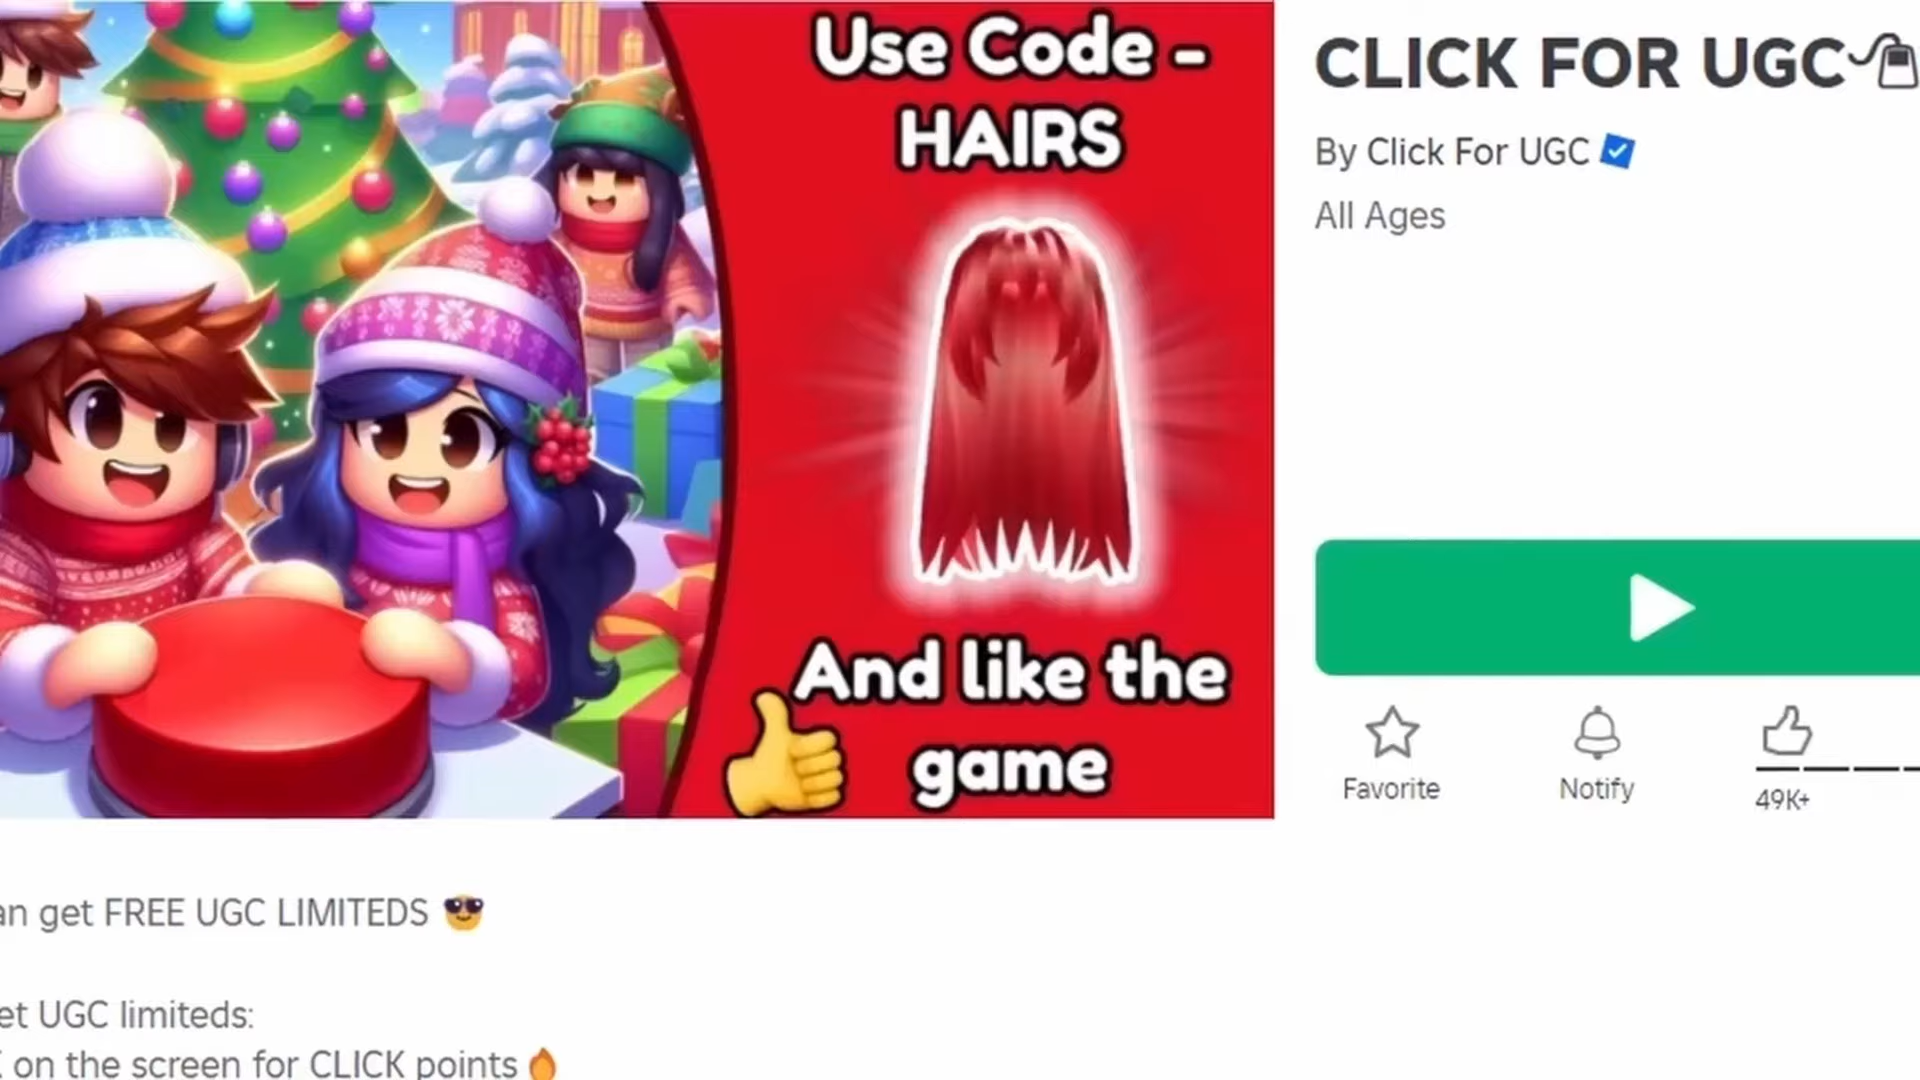 Use Code -
HAIRS
And like the
game
CLICK FOR UGC
By Click For UGC
All Ages
Favorite
Notify
49K+
an get FREE UGC LIMITEDS 😎
et UGC limiteds:
on the screen for CLICK points 🔥